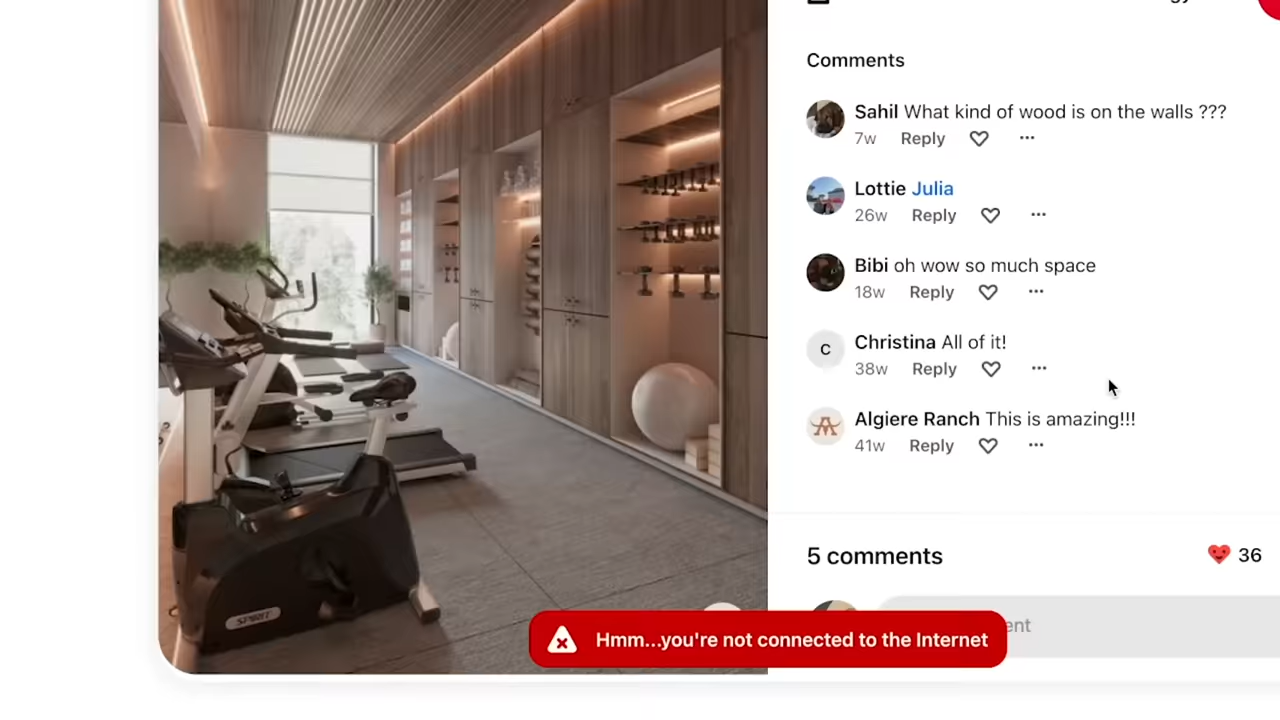 Comments
Sahil What kind of wood is on the walls ???
7w Reply
Lottie Julia
26w Reply
Bibi oh wow so much space
18w Reply
C
Christina All of it!
38w Reply
Algiere Ranch This is amazing!!!
41w Reply
5 comments
36
SPIRIT
Hmm...you're not connected to the Internet